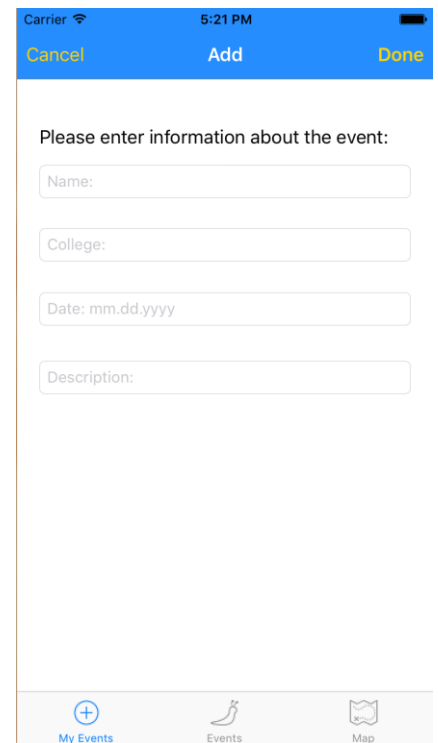 Carrier 5:21 PM
Cancel Add Done
Please enter information about the event:
Name:
College:
Date: mm.dd.yyyy
Description:
My Events Events Map